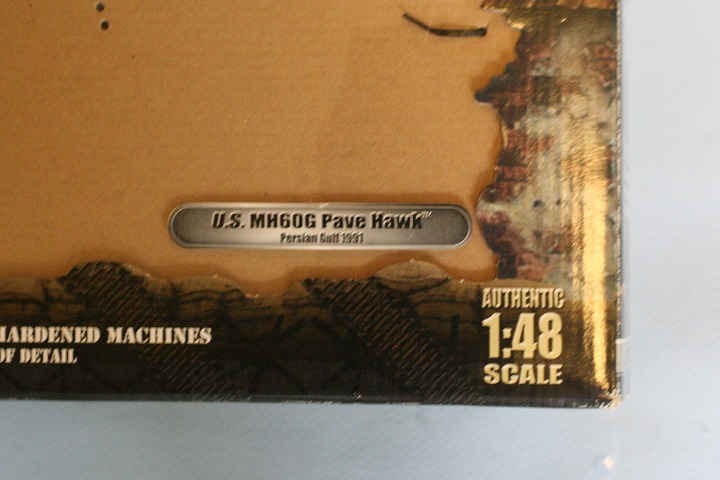 U.S. MH60G Pave Hawk™
Persian Gulf 1991
HARDENED MACHINES
OF DETAIL
AUTHENTIC
1:48
SCALE